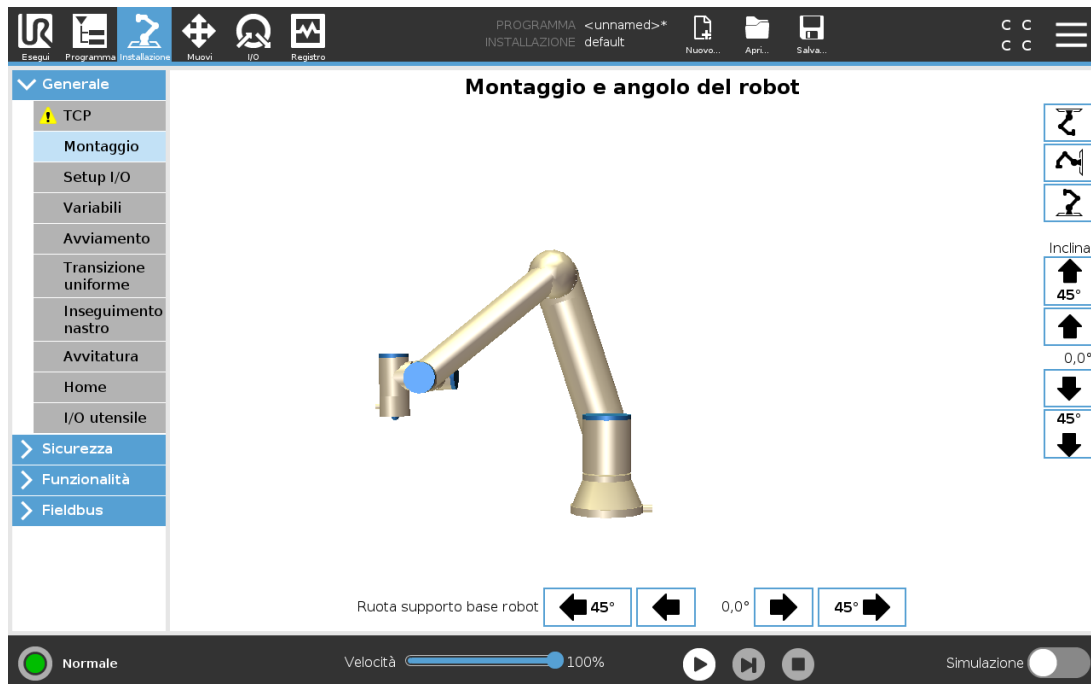 UR
Esegui
Programma
Installazione
Muovi
I/O
Registro
PROGRAMMA <unnamed>*
INSTALLAZIONE default
Nuovo...
Apri...
Salva...
C C
C C
Generale
TCP
Montaggio
Setup I/O
Variabili
Avviamento
Transizione
uniforme
Inseguimento
nastro
Avvitatura
Home
I/O utensile
Sicurezza
Funzionalità
Fieldbus
Montaggio e angolo del robot
Inclina
45°
0,0°
45°
Ruota supporto base robot
45°
0,0°
45°
Normale
Velocità
100%
Simulazione